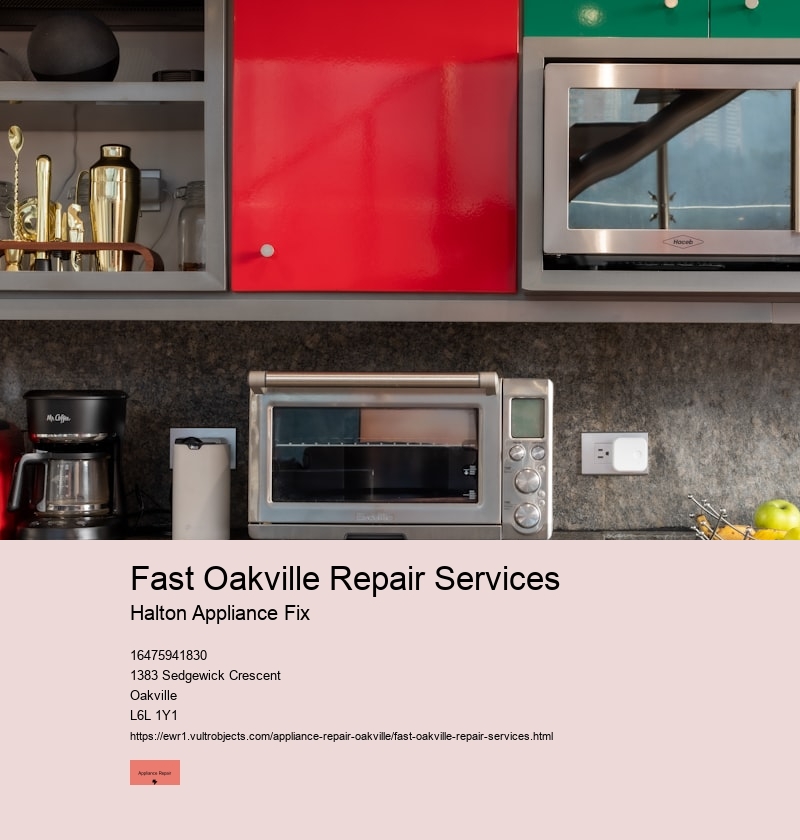 Haceb
Mr. Coffee
Breville
Fast Oakville Repair Services
Halton Appliance Fix
16475941830
1383 Sedgewick Crescent
Oakville
L6L 1Y1
https://ewr1.vultrobjects.com/appliance-repair-oakville/fast-oakville-repair-services.html
Appliance Repair